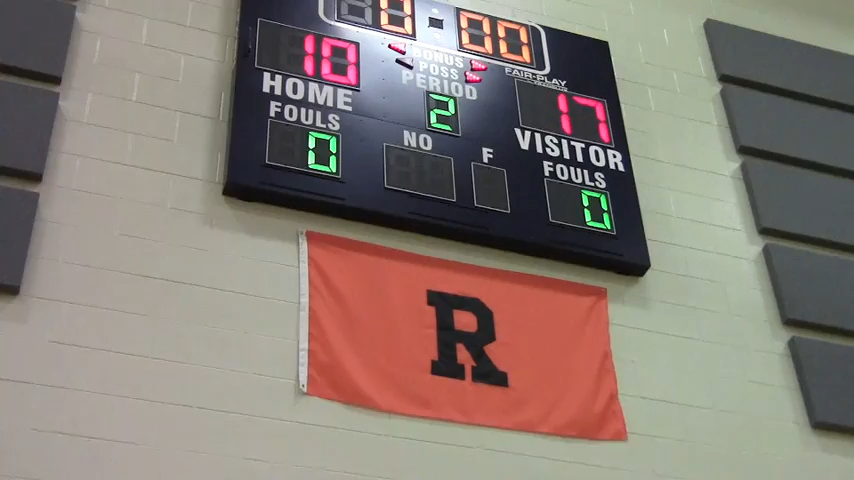 0:00
10 BONUS 17
POSS
HOME PERIOD VISITOR
FAIR-PLAY
2
FOULS NO F FOULS
0 0
R